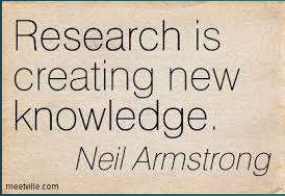 Research is
creating new
knowledge.
Neil Armstrong
meetville.com